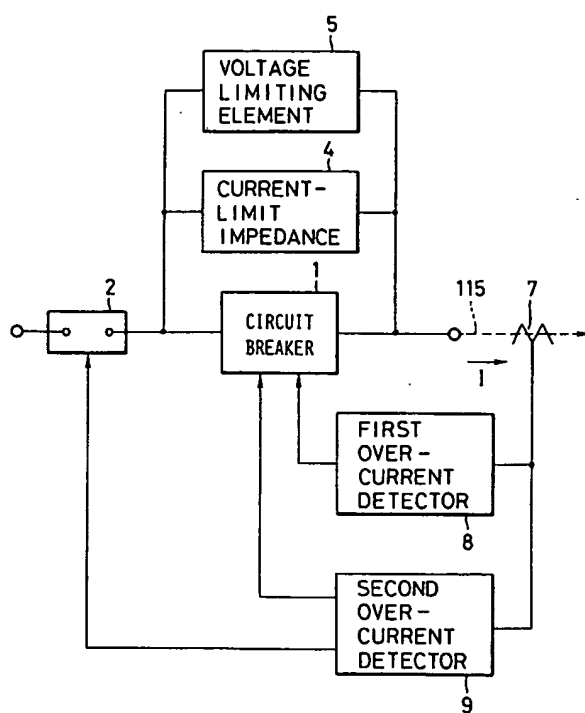 5
VOLTAGE
LIMITING
ELEMENT
4
CURRENT-
LIMIT
IMPEDANCE
2
1
CIRCUIT
BREAKER
115
7
I
FIRST
OVER-
CURRENT
DETECTOR
8
SECOND
OVER-
CURRENT
DETECTOR
9